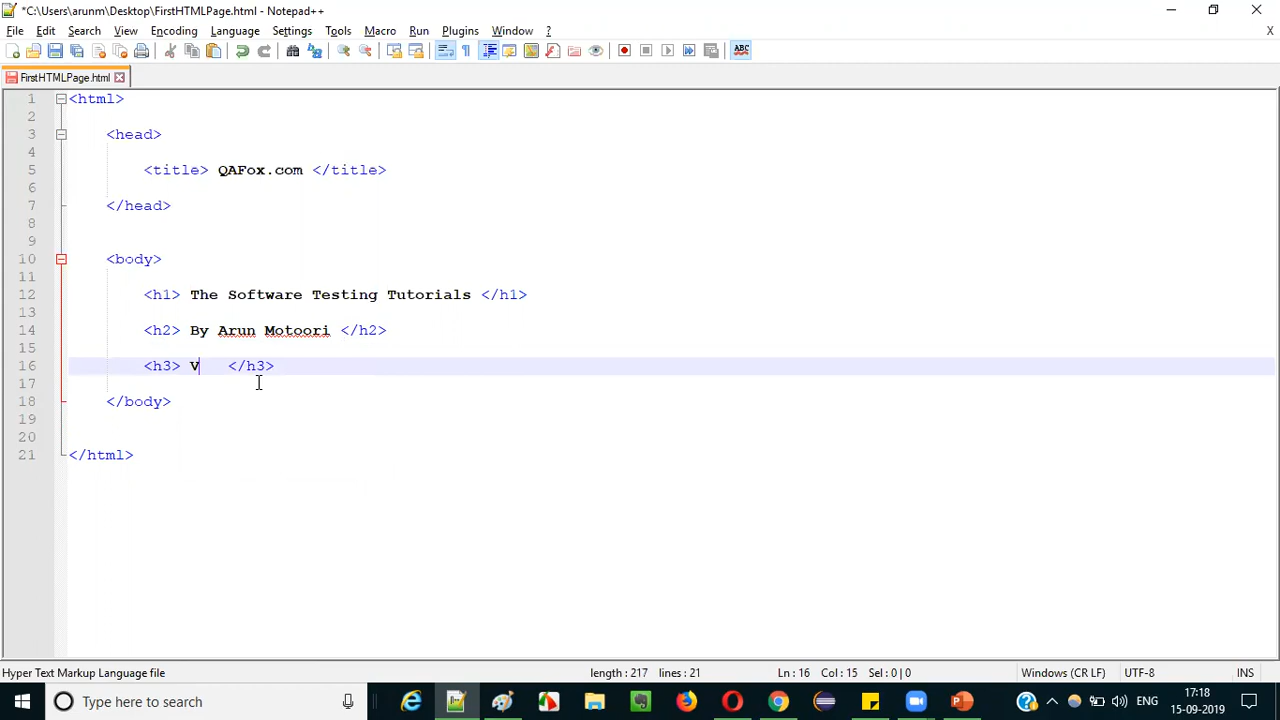 *C:\Users\arunm\Desktop\FirstHTMLPage.html - Notepad++
File Edit Search View Encoding Language Settings Tools Macro Run Plugins Window ? X
ABC
FirstHTMLPage.html
1 <html>
2
3 <head>
4
5 <title> QAFox.com </title>
6
7 </head>
8
9
10 <body>
11
12 <h1> The Software Testing Tutorials </h1>
13
14 <h2> By Arun Motoori </h2>
15
16 <h3> V </h3>
17
18 </body>
19
20
21 </html>
Hyper Text Markup Language file length : 217 lines : 21 Ln : 16 Col : 15 Sel : 0 | 0 Windows (CR LF) UTF-8 INS
Type here to search ENG 17:18
15-09-2019